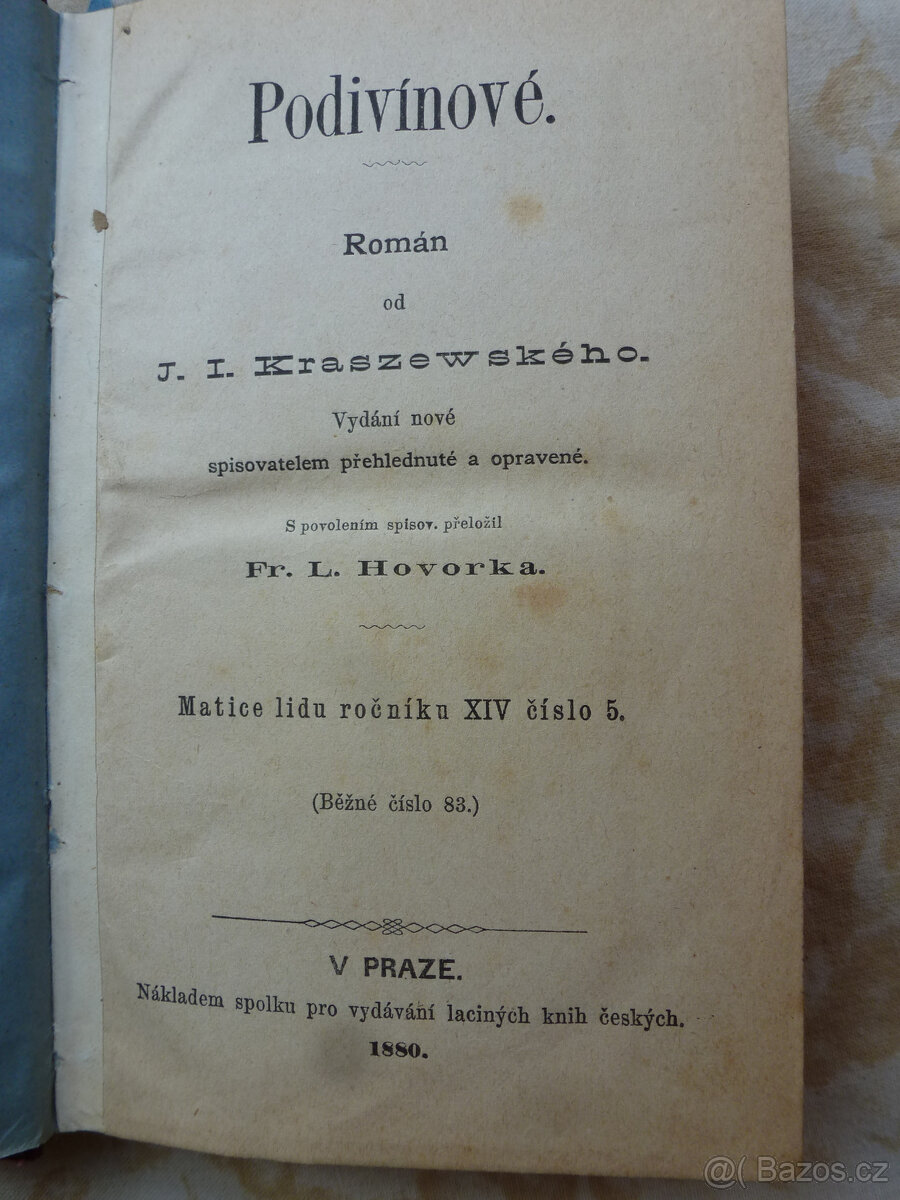 Podivínové.
Román
od
J. I. Kraszewského.
Vydání nové
spisovatelem přehlednuté a opravené.
S povolením spisov. přeložil
Fr. L. Hovorka.
Matice lidu ročníku XIV číslo 5.
(Běžné číslo 83.)
V PRAZE.
Nákladem spolku pro vydávání laciných knih českých.
1880.
@( Bazos.cz